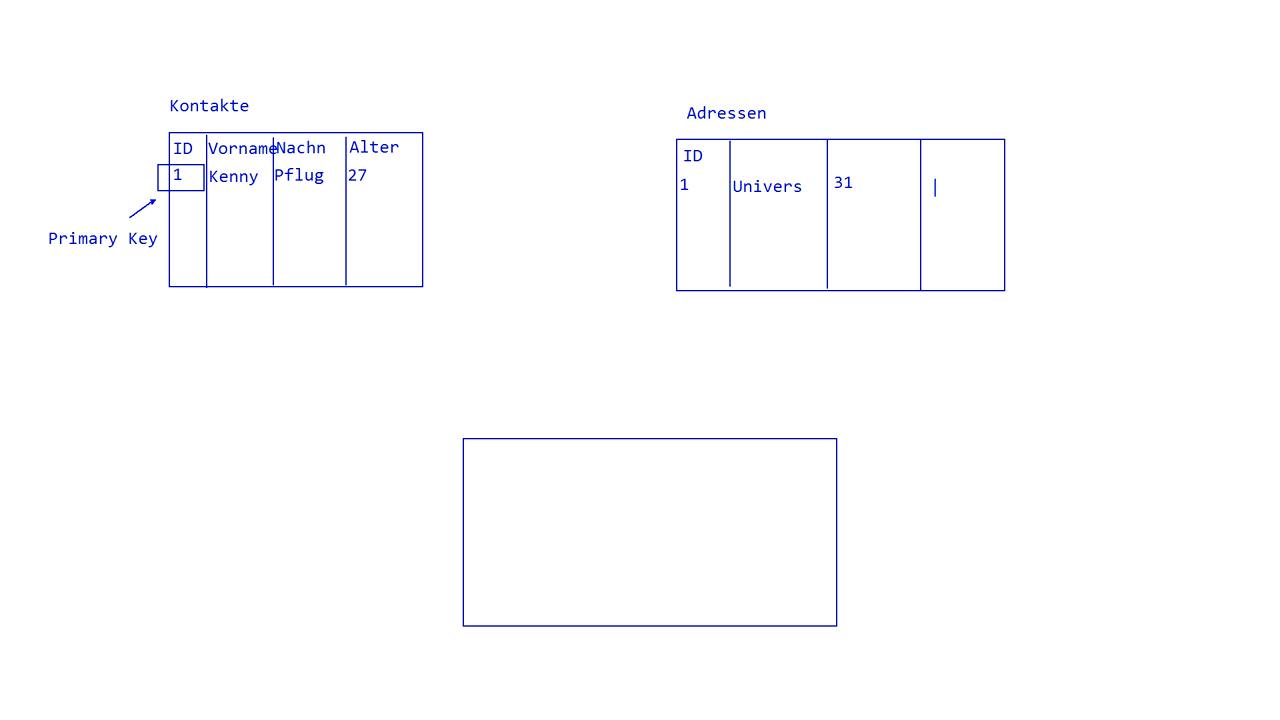 Kontakte
ID Vorname Nachn Alter
1 Kenny Pflug 27
Primary Key
Adressen
ID
1 Univers 31